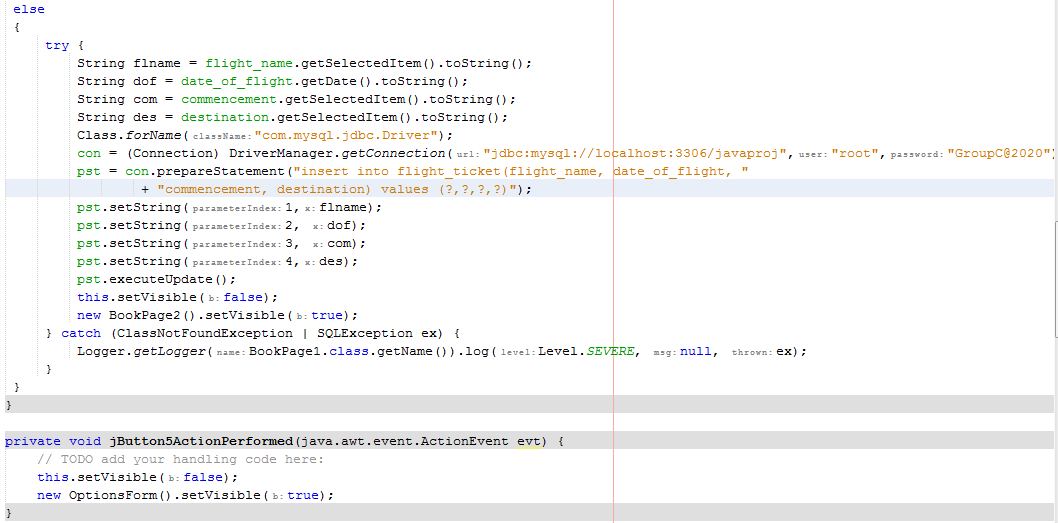 else
{
try {
String flname = flight_name.getSelectedItem().toString();
String dof = date_of_flight.getDate().toString();
String com = commencement.getSelectedItem().toString();
String des = destination.getSelectedItem().toString();
Class.forName( className: "com.mysql.jdbc.Driver");
con = (Connection) DriverManager.getConnection( url: "jdbc:mysql://localhost:3306/javaproj", user: "root", password: "GroupC@2020")
pst = con.prepareStatement("insert into flight_ticket(flight_name, date_of_flight, "
+ "commencement, destination) values (?,?,?,?)");
pst.setString( parameterIndex: 1, x: flname);
pst.setString( parameterIndex: 2, x: dof);
pst.setString( parameterIndex: 3, x: com);
pst.setString( parameterIndex: 4, x: des);
pst.executeUpdate();
this.setVisible( b: false);
new BookPage2().setVisible( b: true);
} catch (ClassNotFoundException | SQLException ex) {
Logger.getLogger( name: BookPage1.class.getName()).log( level: Level.SEVERE, msg: null, thrown: ex);
}
}
}
private void jButton5ActionPerformed(java.awt.event.ActionEvent evt) {
// TODO add your handling code here:
this.setVisible( b: false);
new OptionsForm().setVisible( b: true);
}